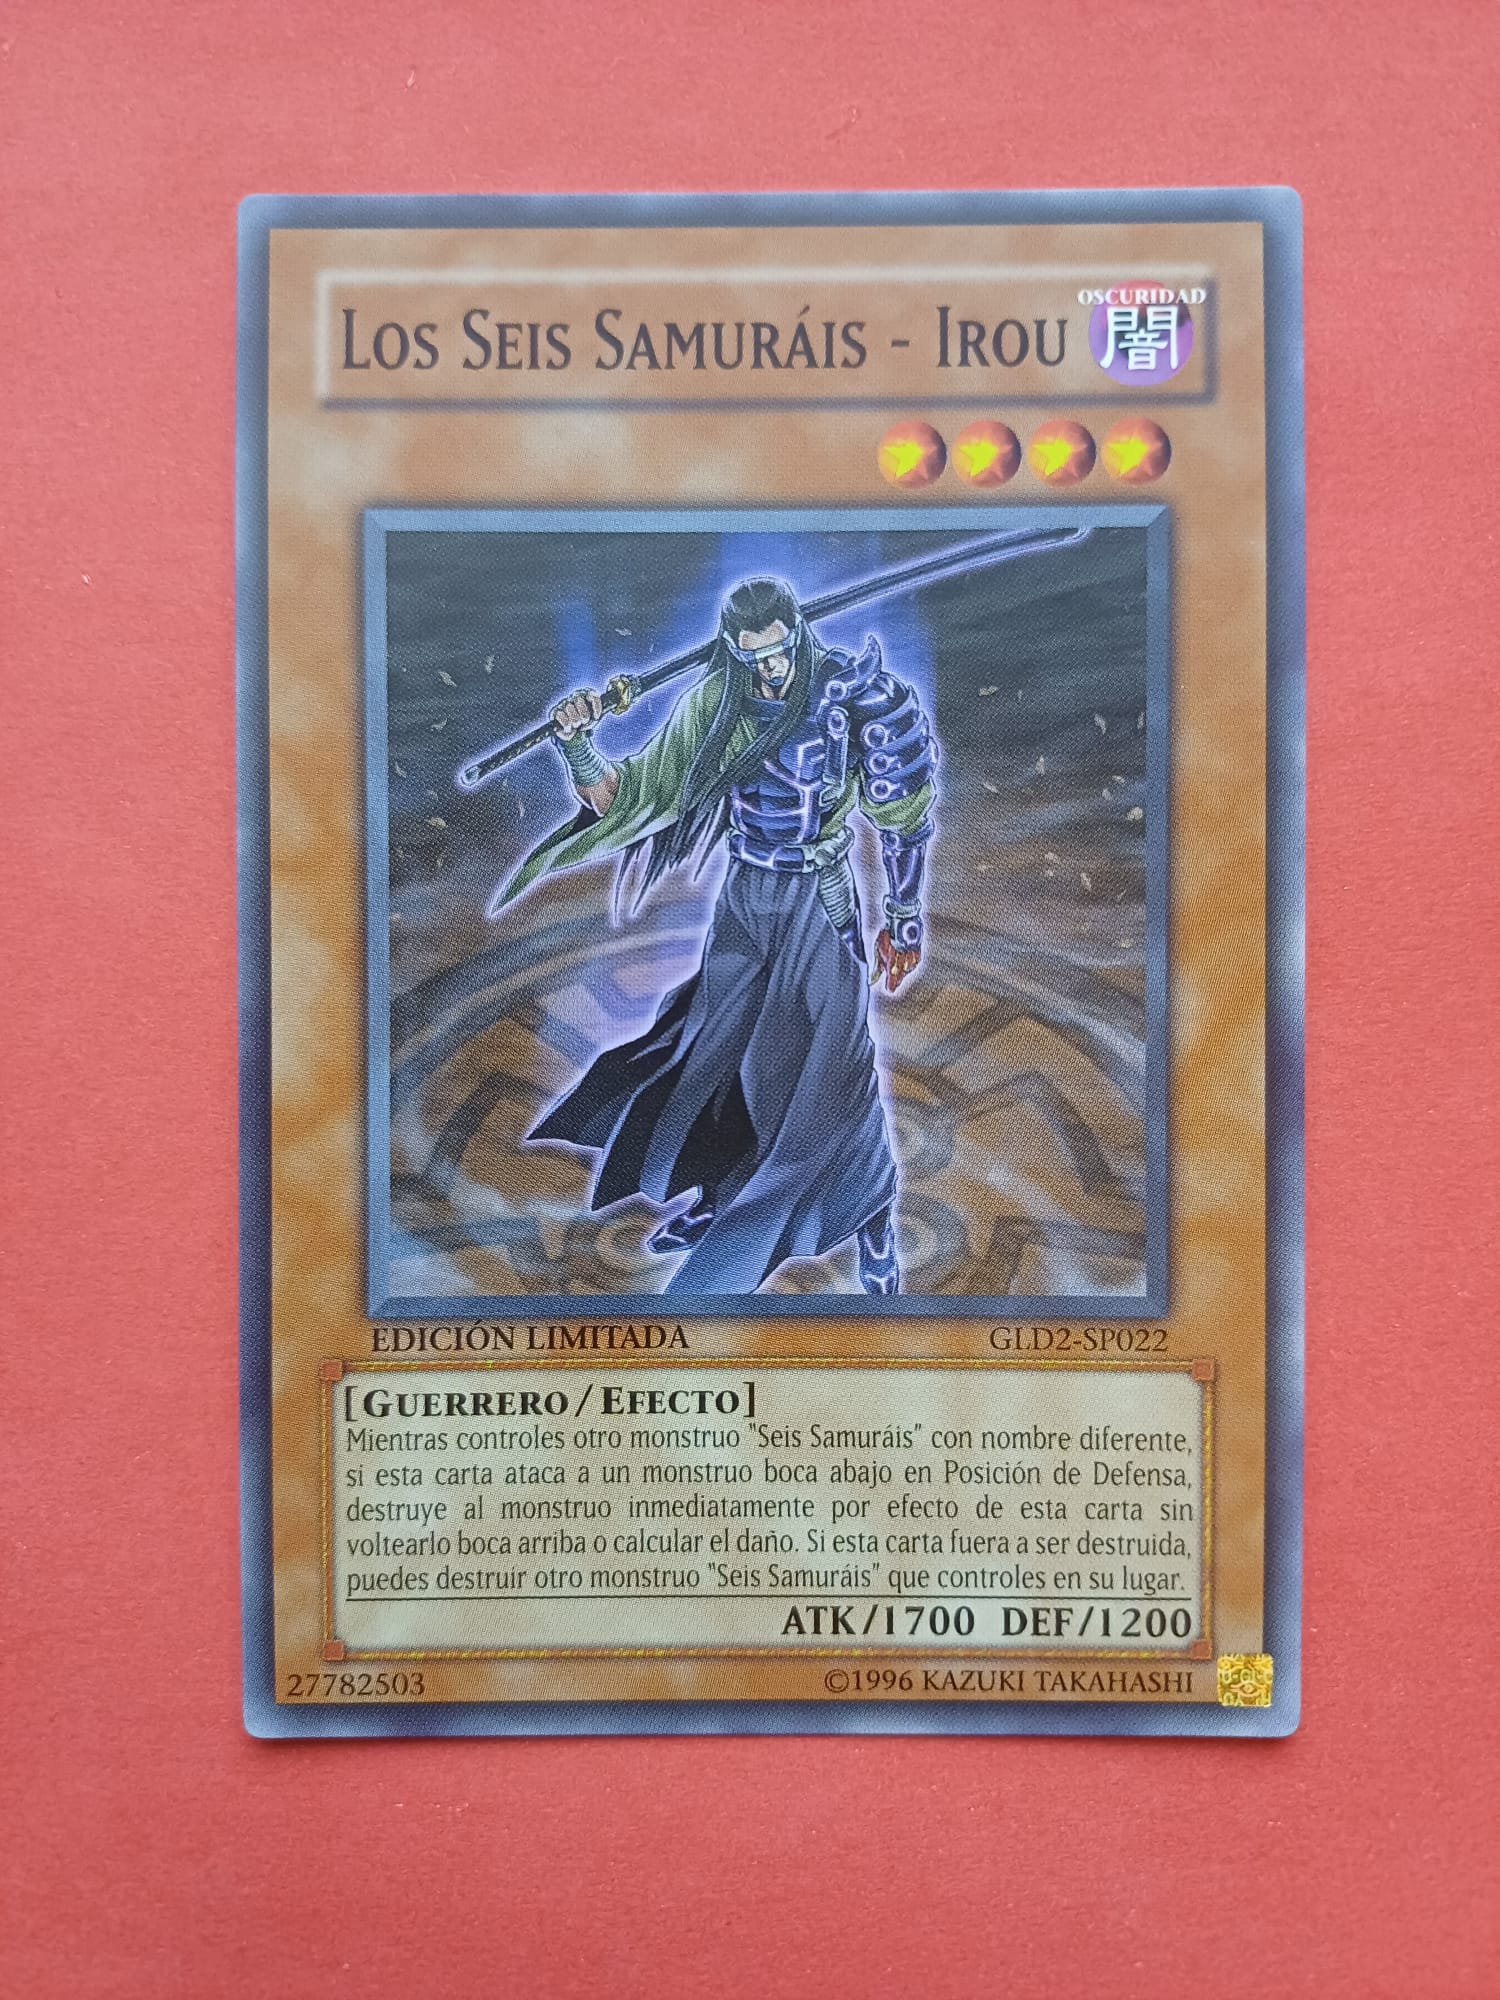 LOS SEIS SAMURÁIS - IROU
OSCURIDAD
闇
EDICIÓN LIMITADA
GLD2-SP022
[GUERRERO/EFECTO]
Mientras controles otro monstruo "Seis Samuráis" con nombre diferente,
si esta carta ataca a un monstruo boca abajo en Posición de Defensa,
destruye al monstruo inmediatamente por efecto de esta carta sin
voltearlo boca arriba o calcular el daño. Si esta carta fuera a ser destruida,
puedes destruir otro monstruo "Seis Samuráis" que controles en su lugar.
ATK/1700 DEF/1200
27782503
©1996 KAZUKI TAKAHASHI